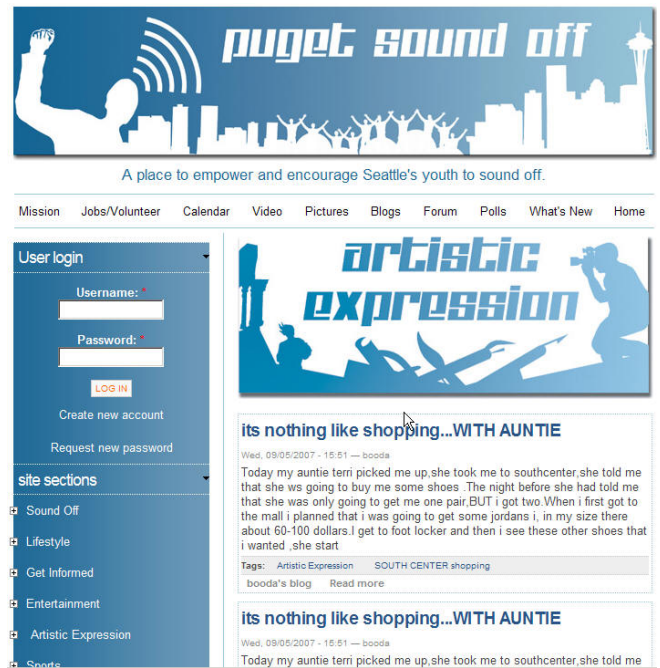 puget sound off
A place to empower and encourage Seattle's youth to sound off.
Mission Jobs/Volunteer Calendar Video Pictures Blogs Forum Polls What's New Home
User login
Username: *
Password: *
LOG IN
Create new account
Request new password
site sections
Sound Off
Lifestyle
Get Informed
Entertainment
Artistic Expression
Sports
artistic
expression
its nothing like shopping...WITH AUNTIE
Wed, 09/05/2007 - 15:51 — booda
Today my auntie terri picked me up,she took me to southcenter,she told me
that she ws going to buy me some shoes .The night before she had told me
that she was only going to get me one pair,BUT i got two.When i first got to
the mall i planned that i was going to get some jordans i, in my size there
about 60-100 dollars.I get to foot locker and then i see these other shoes that
i wanted ,she start
Tags: Artistic Expression SOUTH CENTER shopping
booda's blog Read more
its nothing like shopping...WITH AUNTIE
Wed, 09/05/2007 - 15:51 — booda
Today my auntie terri picked me up,she took me to southcenter,she told me